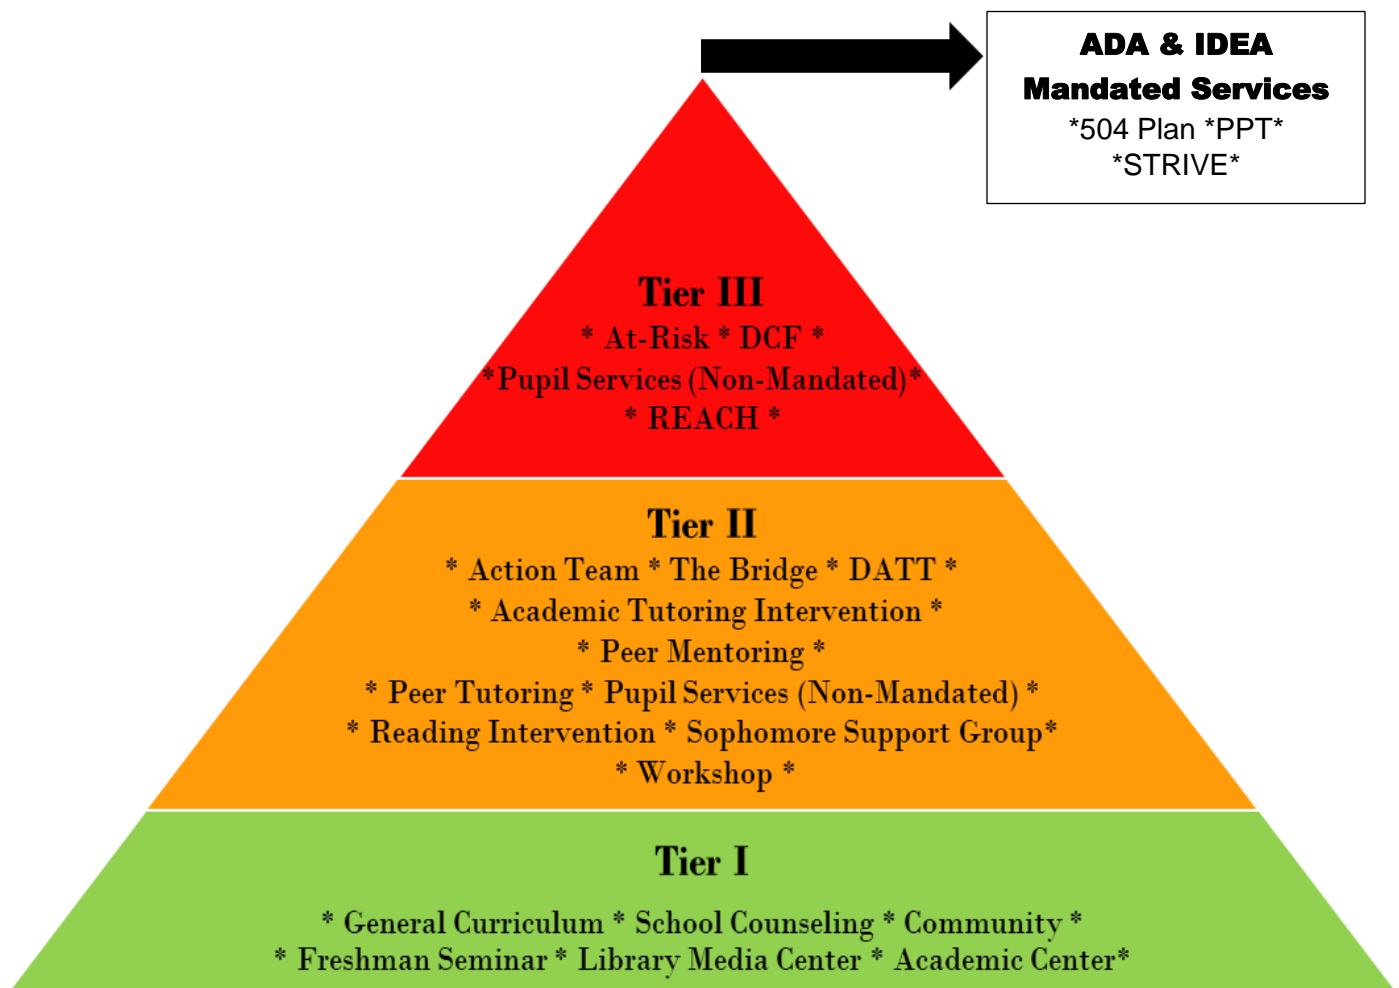 ADA & IDEA
Mandated Services
*504 Plan *PPT*
*STRIVE*
Tier III
* At-Risk * DCF *
*Pupil Services (Non-Mandated)*
* REACH *
Tier II
* Action Team * The Bridge * DATT *
* Academic Tutoring Intervention *
* Peer Mentoring *
* Peer Tutoring * Pupil Services (Non-Mandated) *
* Reading Intervention * Sophomore Support Group*
* Workshop *
Tier I
* General Curriculum * School Counseling * Community *
* Freshman Seminar * Library Media Center * Academic Center*